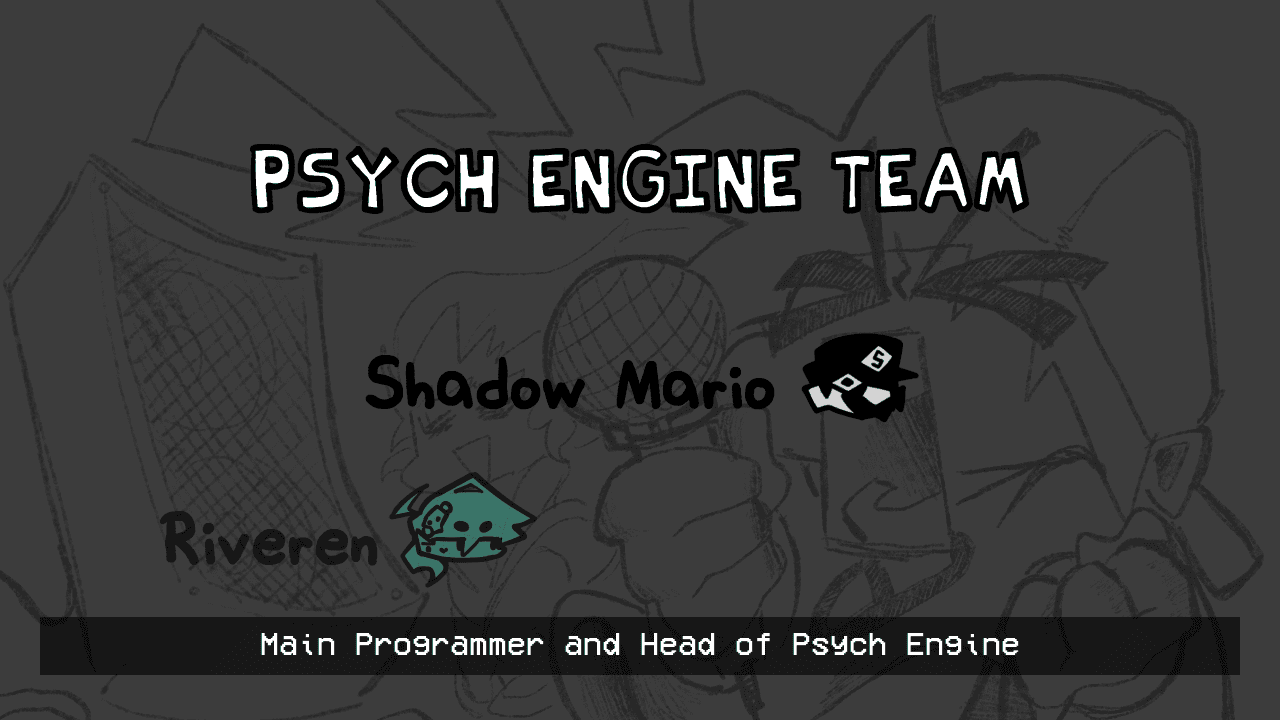 PSYCH ENGINE TEAM
Shadow Mario
S
Riveren
Main Programmer and Head of Psych Engine